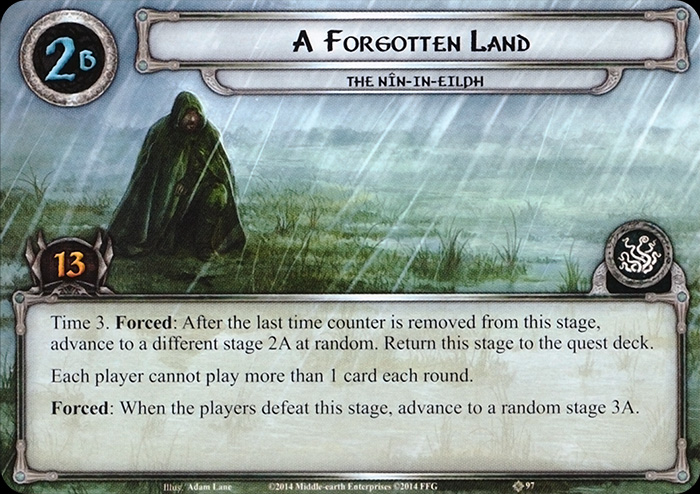 2B
A Forgotten Land
The Nîn-in-Eilph
13
Time 3. Forced: After the last time counter is removed from this stage,
advance to a different stage 2A at random. Return this stage to the quest deck.
Each player cannot play more than 1 card each round.
Forced: When the players defeat this stage, advance to a random stage 3A.
Illus. Adam Lane
©2014 Middle-earth Enterprises ©2014 FFG
97